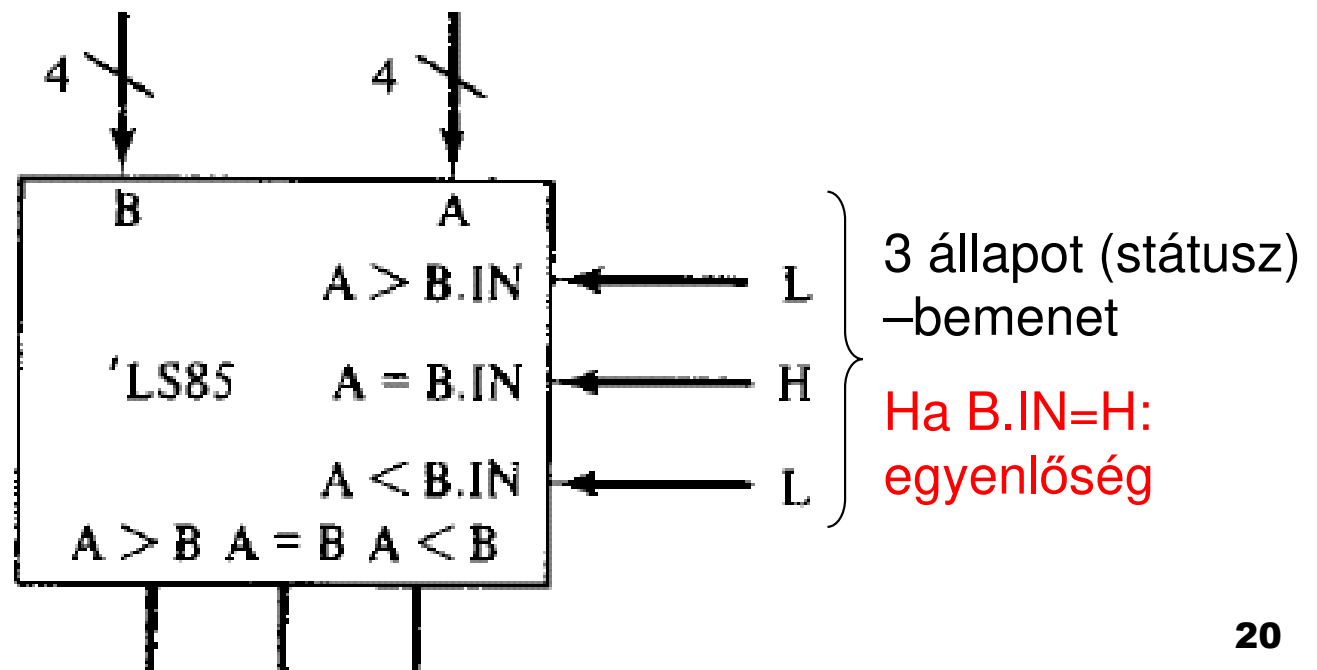 4 4
B A
A > B.IN L
'LS85 A = B.IN H
A < B.IN L
A > B A = B A < B
3 állapot (státusz)
–bemenet
Ha B.IN=H:
egyenlőség
20